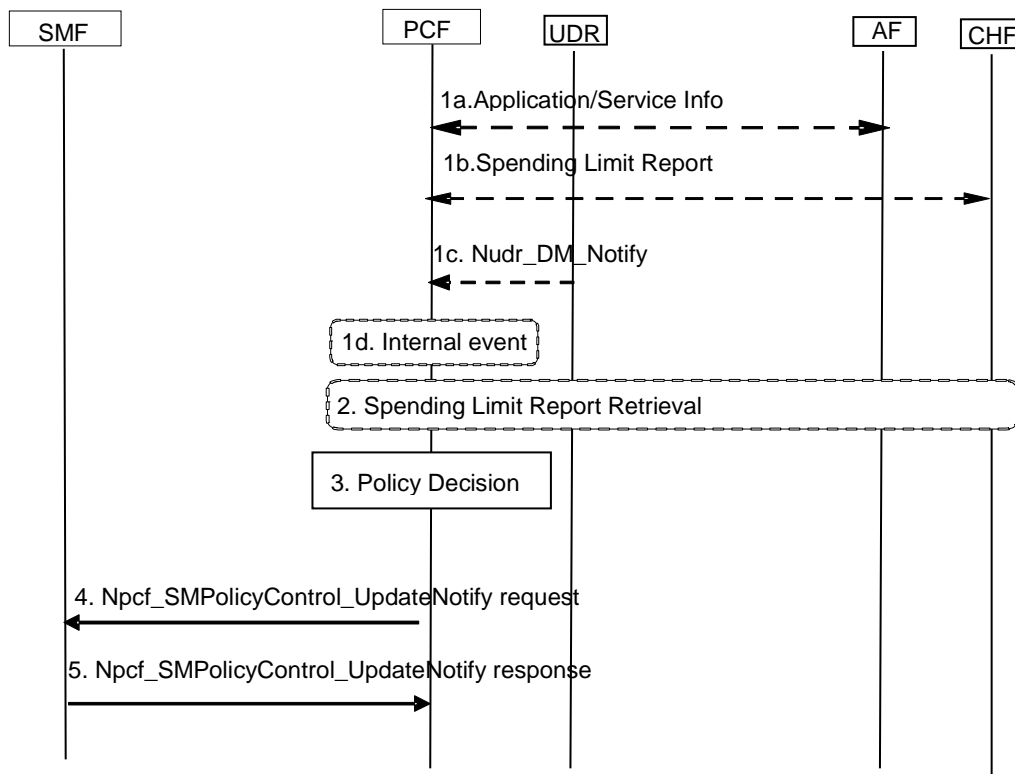 SMF
PCF
UDR
AF
CHF
1a.Application/Service Info
1b.Spending Limit Report
1c. Nudr_DM_Notify
1d. Internal event
2. Spending Limit Report Retrieval
3. Policy Decision
4. Npcf_SMPolicyControl_UpdateNotify request
5. Npcf_SMPolicyControl_UpdateNotify response